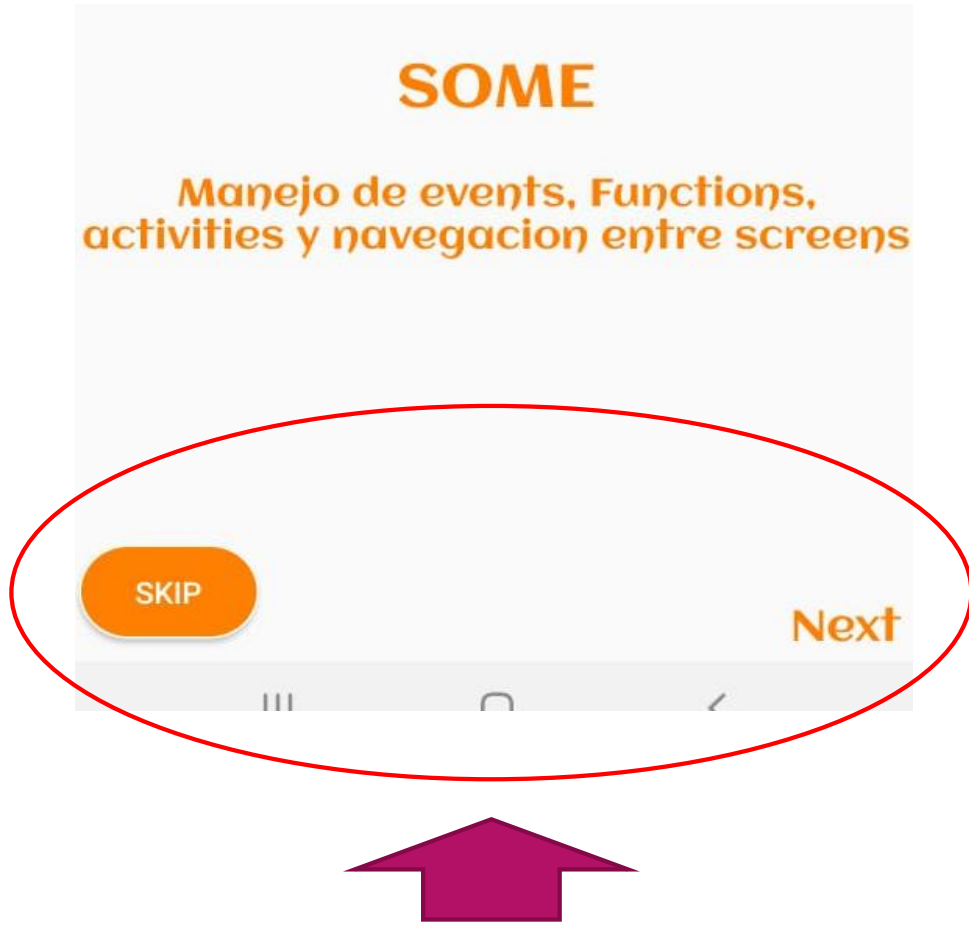 SOME
Manejo de events, Functions,
activities y navegacion entre screens
SKIP
Next